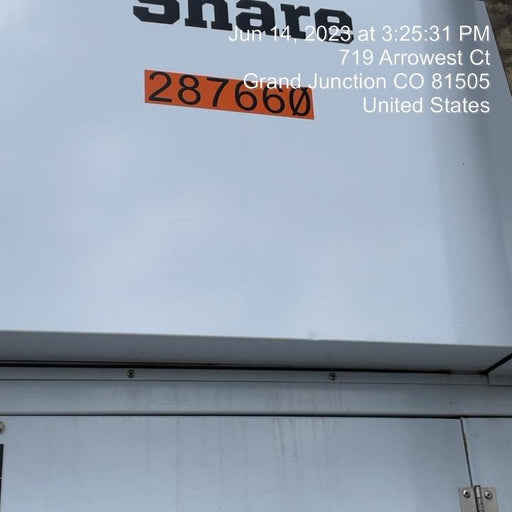 Share
Jun 14, 2023 at 3:25:31 PM
719 Arrowest Ct
Grand Junction CO 81505
United States
287660